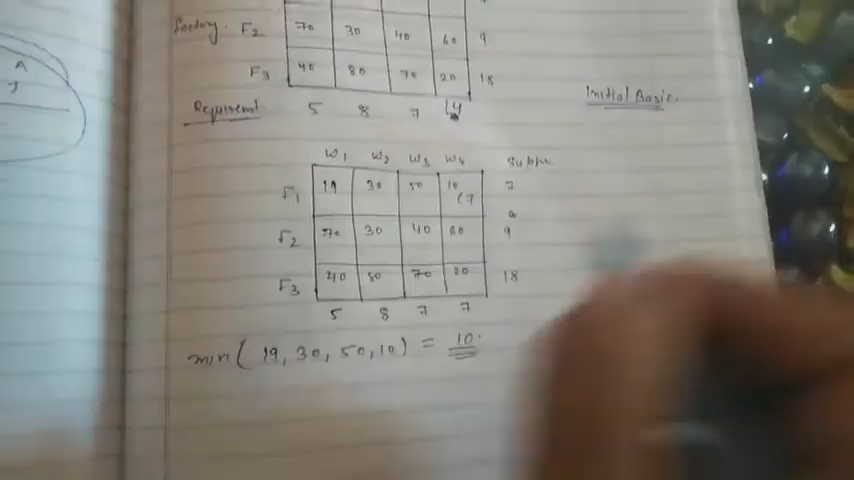 Factory. F2 70 30 40 60 9
F3 40 80 70 20 18
Requirement 5 8 7 14
Initial Basic.
W1 W2 W3 W4
F1 19 30 50 10 7
(7
F2 70 30 40 60 9
F3 40 80 70 20 18
5 8 7 7
min ( 19, 30, 50, 10 ) = 10.